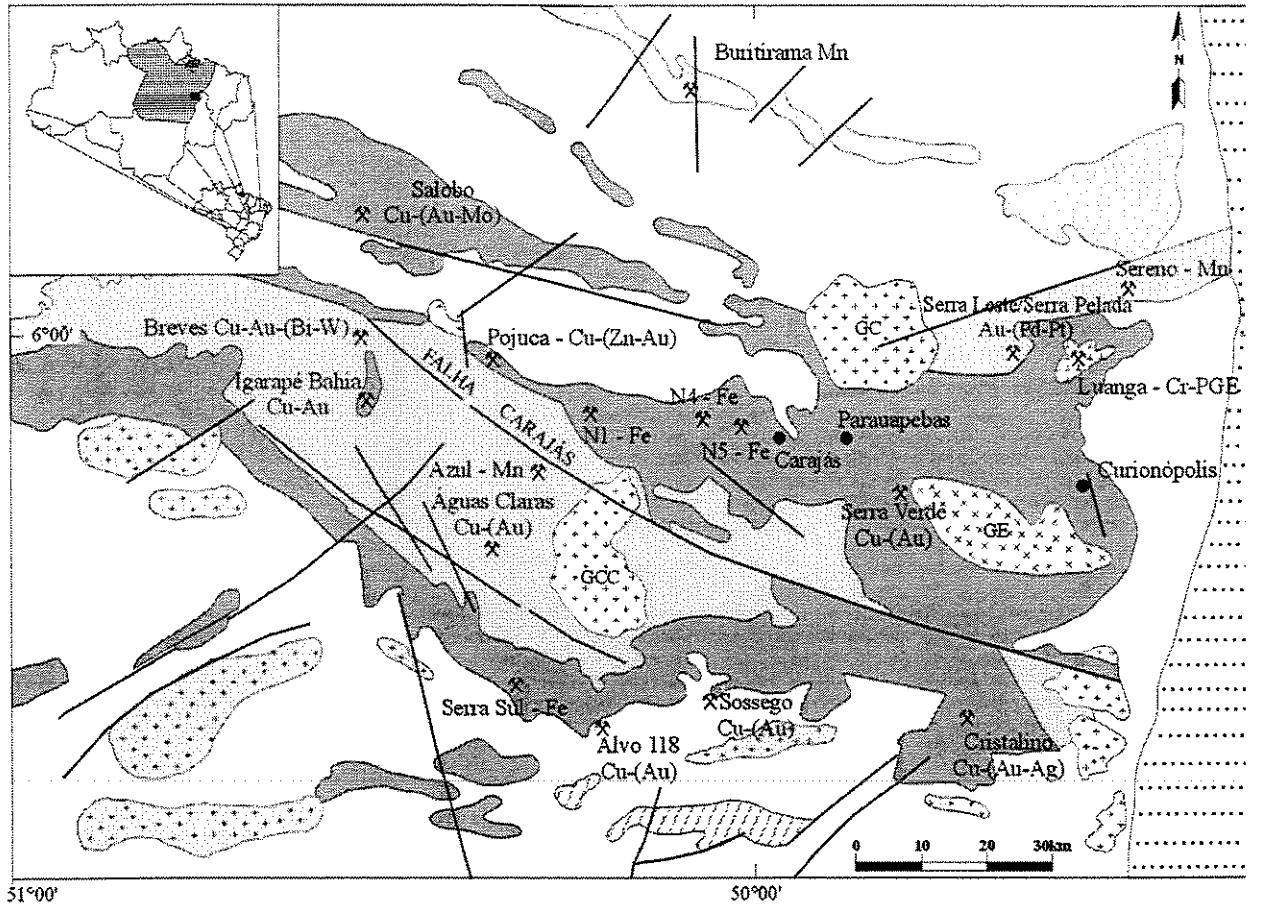 Buritirama Mn
N
Salobo
Cu-(Au-Mo)
Sereno - Mn
GC
Serra Leste/Serra Pelada
Au-(Pd-Pt)
6°00'
Breves Cu-Au-(Bi-W)
Pojuca - Cu-(Zn-Au)
Luanga - Cr-PGE
FALHA CARAJÁS
Igarapé Bahia
Cu-Au
N4 - Fe
N1 - Fe
N5 - Fe
Carajás
Parauapebas
Curionópolis
Azul - Mn
Águas Claras
Cu-(Au)
Serra Verde
Cu-(Au)
GE
GCC
Serra Sul - Fe
Sossego
Cu-(Au)
Alvo 118
Cu-(Au)
Cristalino
Cu-(Au-Ag)
0 10 20 30km
51°00'
50°00'